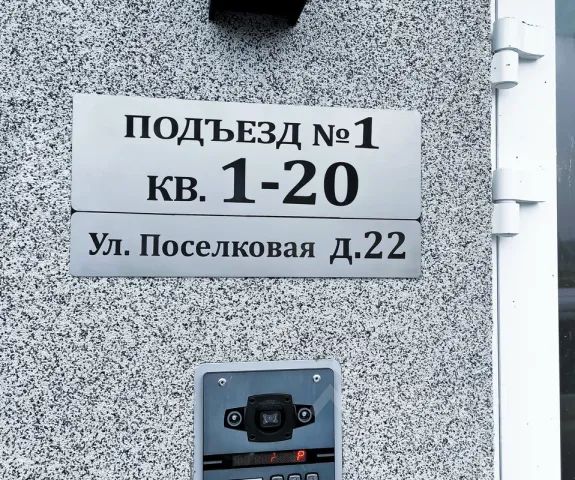 ПОДЪЕЗД №1
КВ. 1-20
Ул. Поселковая д.22